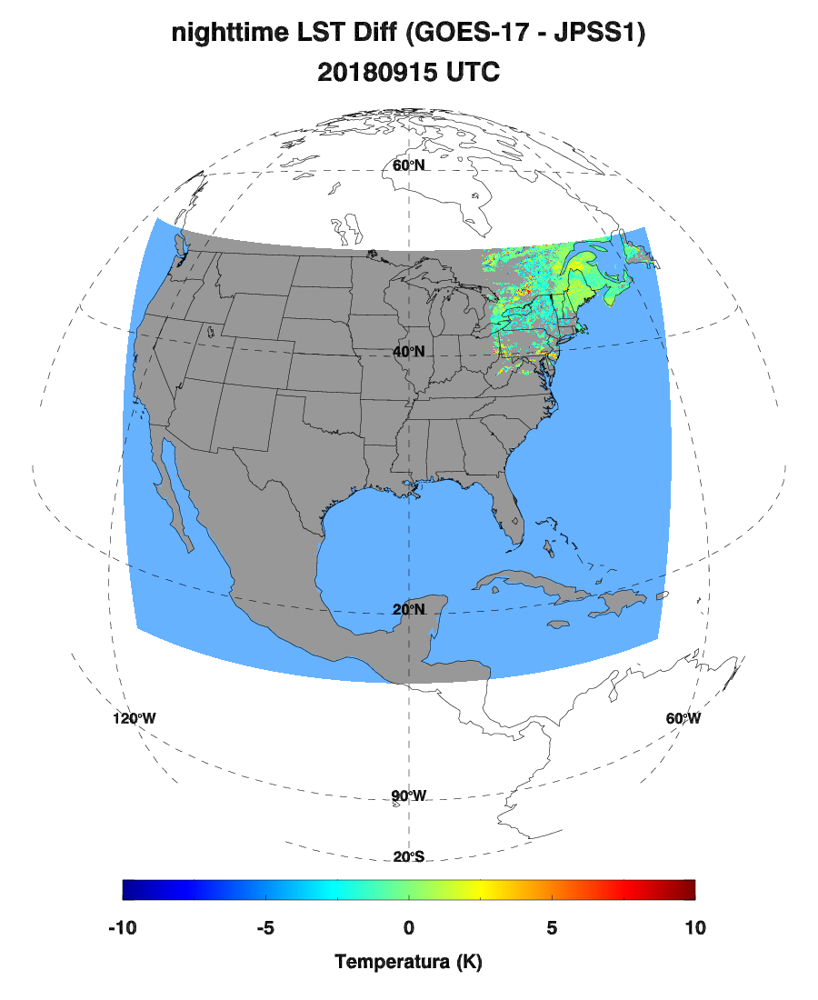 nighttime LST Diff (GOES-17 - JPSS1)
20180915 UTC
60°N
40°N
20°N
120°W
60°W
90°W
20°S
-10 -5 0 5 10
Temperatura (K)